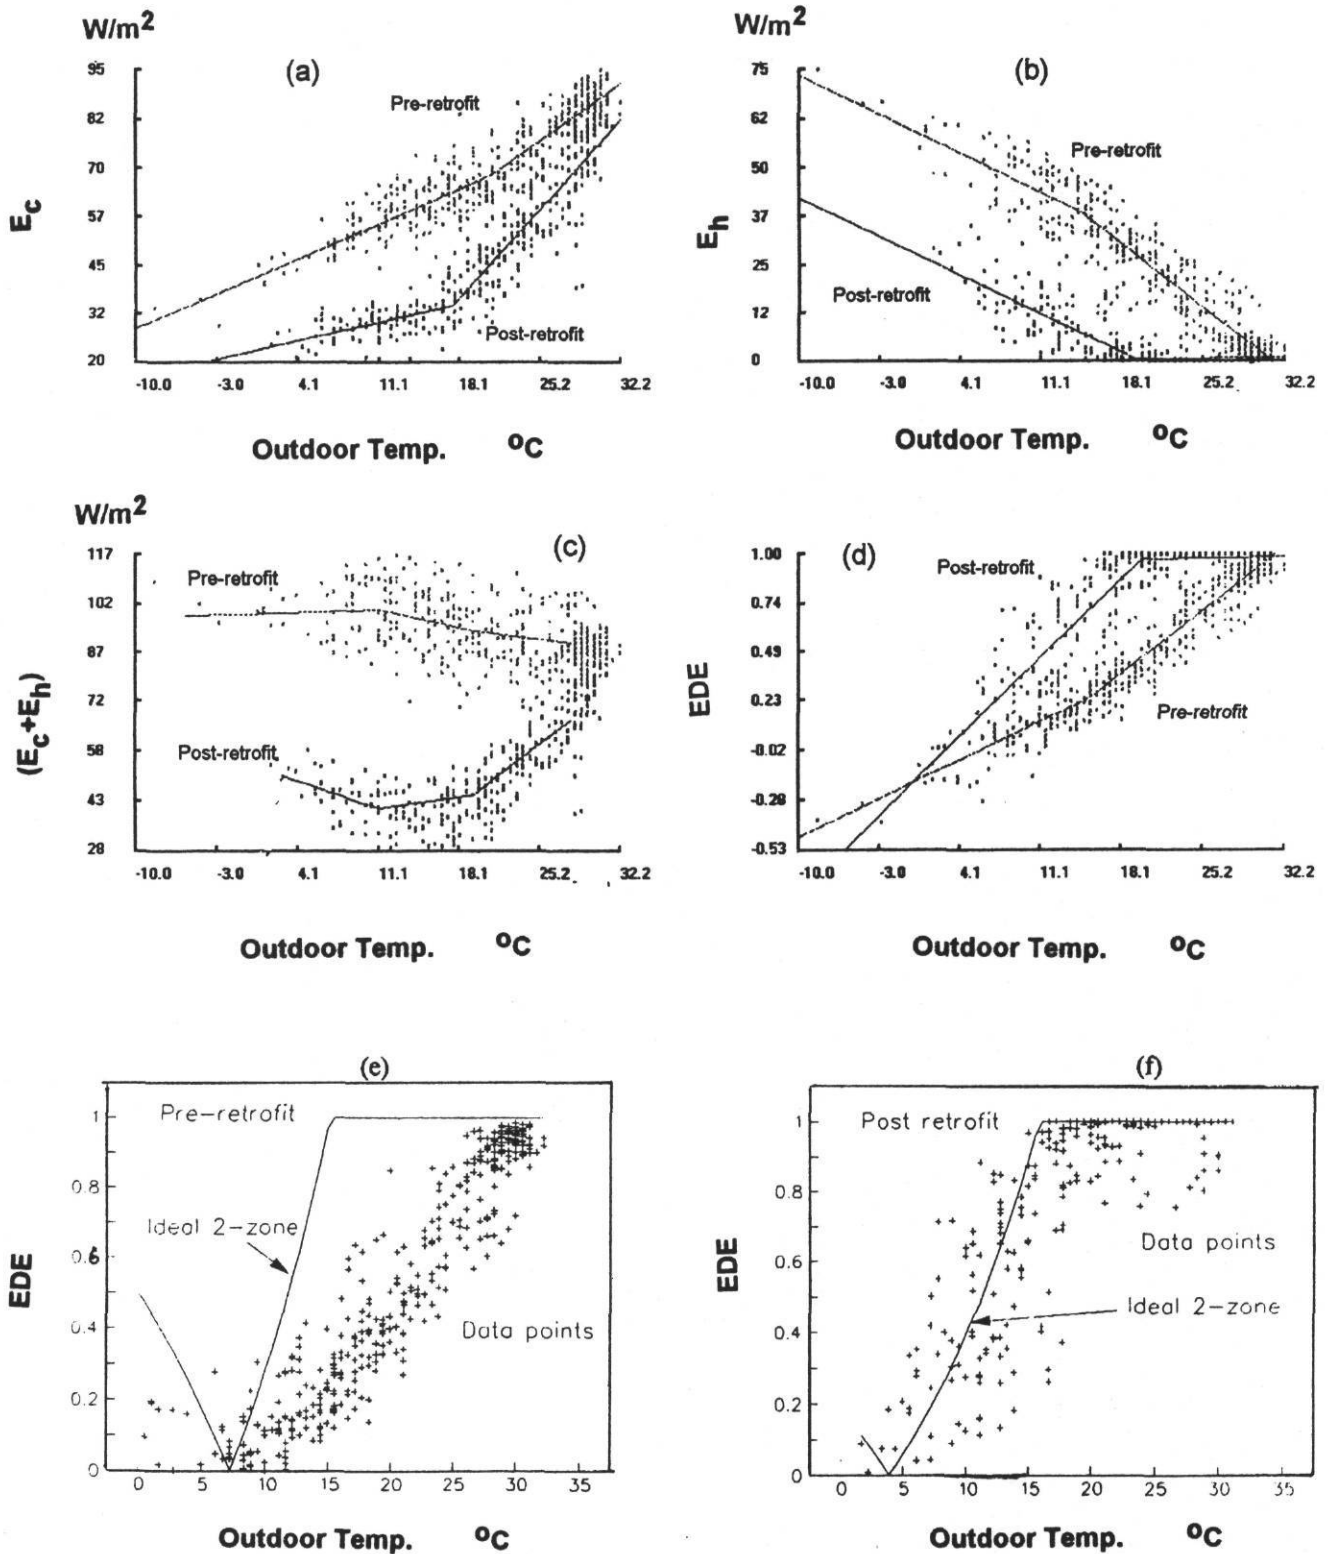 W/m2
(a)
95
82
70
57
45
32
20
Ec
Pre-retrofit
Post-retrofit
-10.0 -3.0 4.1 11.1 18.1 25.2 32.2
Outdoor Temp. oC
W/m2
(b)
75
62
50
37
25
12
0
Eh
Pre-retrofit
Post-retrofit
-10.0 -3.0 4.1 11.1 18.1 25.2 32.2
Outdoor Temp. oC
W/m2
(c)
117
102
87
72
58
43
28
(Ec+Eh)
Pre-retrofit
Post-retrofit
-10.0 -3.0 4.1 11.1 18.1 25.2 32.2
Outdoor Temp. oC
(d)
1.00
0.74
0.49
0.23
-0.02
-0.28
-0.53
EDE
Post-retrofit
Pre-retrofit
-10.0 -3.0 4.1 11.1 18.1 25.2 32.2
Outdoor Temp. oC
(e)
Pre-retrofit
1
0.8
0.6
0.4
0.2
0
EDE
Ideal 2-zone
Data points
0 5 10 15 20 25 30 35
Outdoor Temp. oC
(f)
Post retrofit
1
0.8
0.6
0.4
0.2
0
EDE
Data points
Ideal 2-zone
0 5 10 15 20 25 30 35
Outdoor Temp. oC